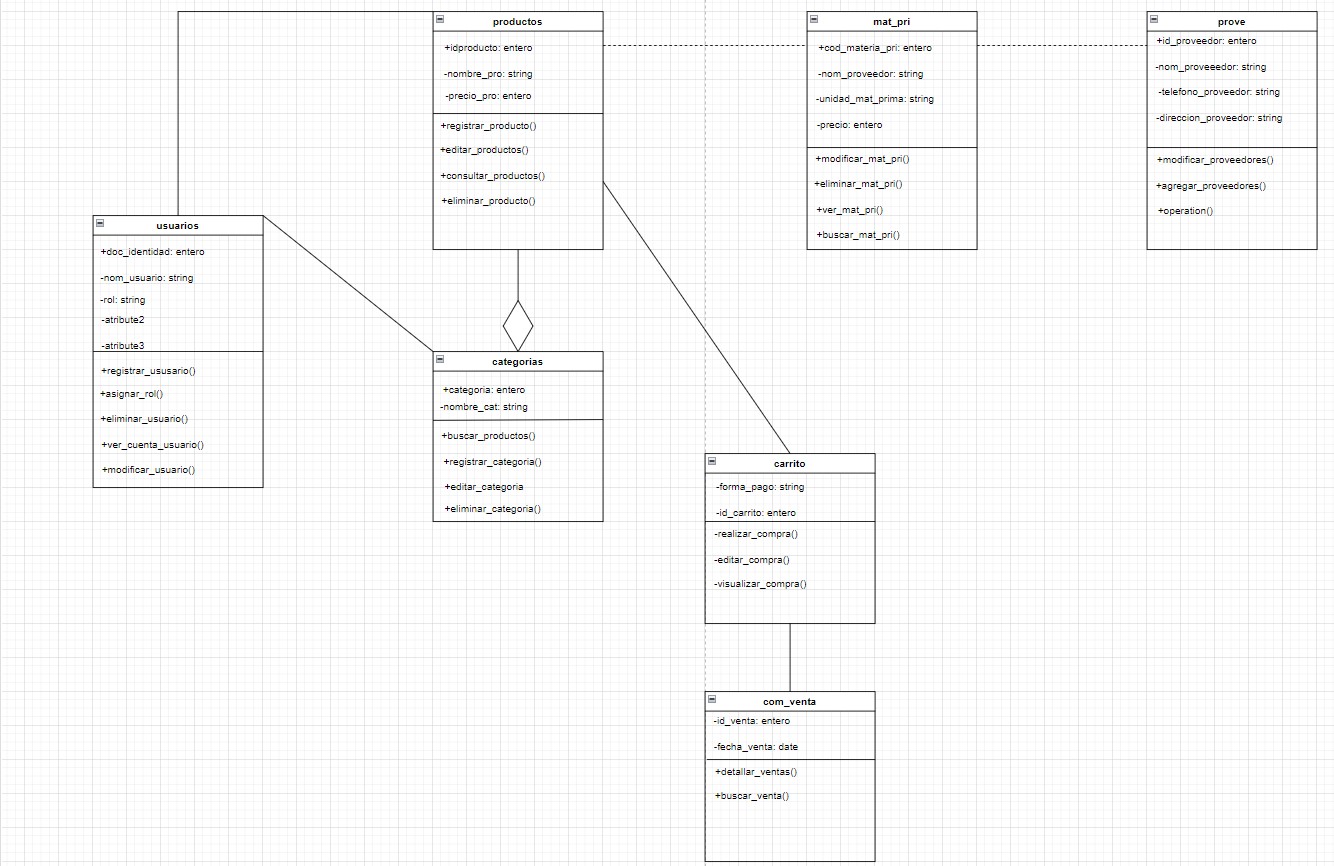 productos
+idproducto: entero
-nombre_pro: string
-precio_pro: entero
+registrar_producto()
+editar_productos()
+consultar_productos()
+eliminar_producto()
mat_pri
+cod_materia_pri: entero
-nom_proveedor: string
-unidad_mat_prima: string
-precio: entero
+modificar_mat_pri()
+eliminar_mat_pri()
+ver_mat_pri()
+buscar_mat_pri()
prove
+id_proveedor: entero
-nom_proveeedor: string
-telefono_proveedor: string
-direccion_proveedor: string
+modificar_proveedores()
+agregar_proveedores()
+operation()
usuarios
+doc_identidad: entero
-nom_usuario: string
-rol: string
-atribute2
-atribute3
+registrar_ususario()
+asignar_rol()
+eliminar_usuario()
+ver_cuenta_usuario()
+modificar_usuario()
categorias
+categoria: entero
-nombre_cat: string
+buscar_productos()
+registrar_categoria()
+editar_categoria
+eliminar_categoria()
carrito
-forma_pago: string
-id_carrito: entero
-realizar_compra()
-editar_compra()
-visualizar_compra()
com_venta
-id_venta: entero
-fecha_venta: date
+detallar_ventas()
+buscar_venta()